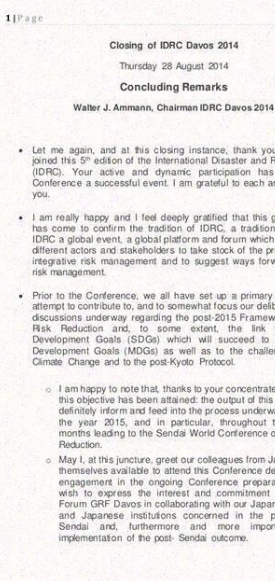 1 | Page
Closing of IDRC Davos 2014
Thursday 28 August 2014
Concluding Remarks
Walter J. Ammann, Chairman IDRC Davos 2014
• Let me again, and at this closing instance, thank you
joined this 5th edition of the International Disaster and R
(IDRC). Your active and dynamic participation has
Conference a successful event. I am grateful to each an
you.
• I am really happy and I feel deeply gratified that this g
has come to confirm the tradition of IDRC, a tradition
IDRC a global event, a global platform and forum which
different actors and stakeholders to take stock of the pr
integrative risk management and to suggest ways forw
risk management.
• Prior to the Conference, we all have set up a primary
attempt to contribute to, and to somewhat focus our delib
discussions underway regarding the post-2015 Framew
Risk Reduction and, to some extent, the link
Development Goals (SDGs) which will succeed to
Development Goals (MDGs) as well as to the challe
Climate Change and to the post-Kyoto Protocol.
o I am happy to note that, thanks to your concentrate
this objective has been attained: the output of this
definitely inform and feed into the process underwa
the year 2015, and in particular, throughout t
months leading to the Sendai World Conference o
Reduction.
o May I, at this juncture, greet our colleagues from Ja
themselves available to attend this Conference de
engagement in the ongoing Conference prepara
wish to express the interest and commitment
Forum GRF Davos in collaborating with our Japan
and Japanese institutions concerned in the p
Sendai and, furthermore and more impor
implementation of the post- Sendai outcome.